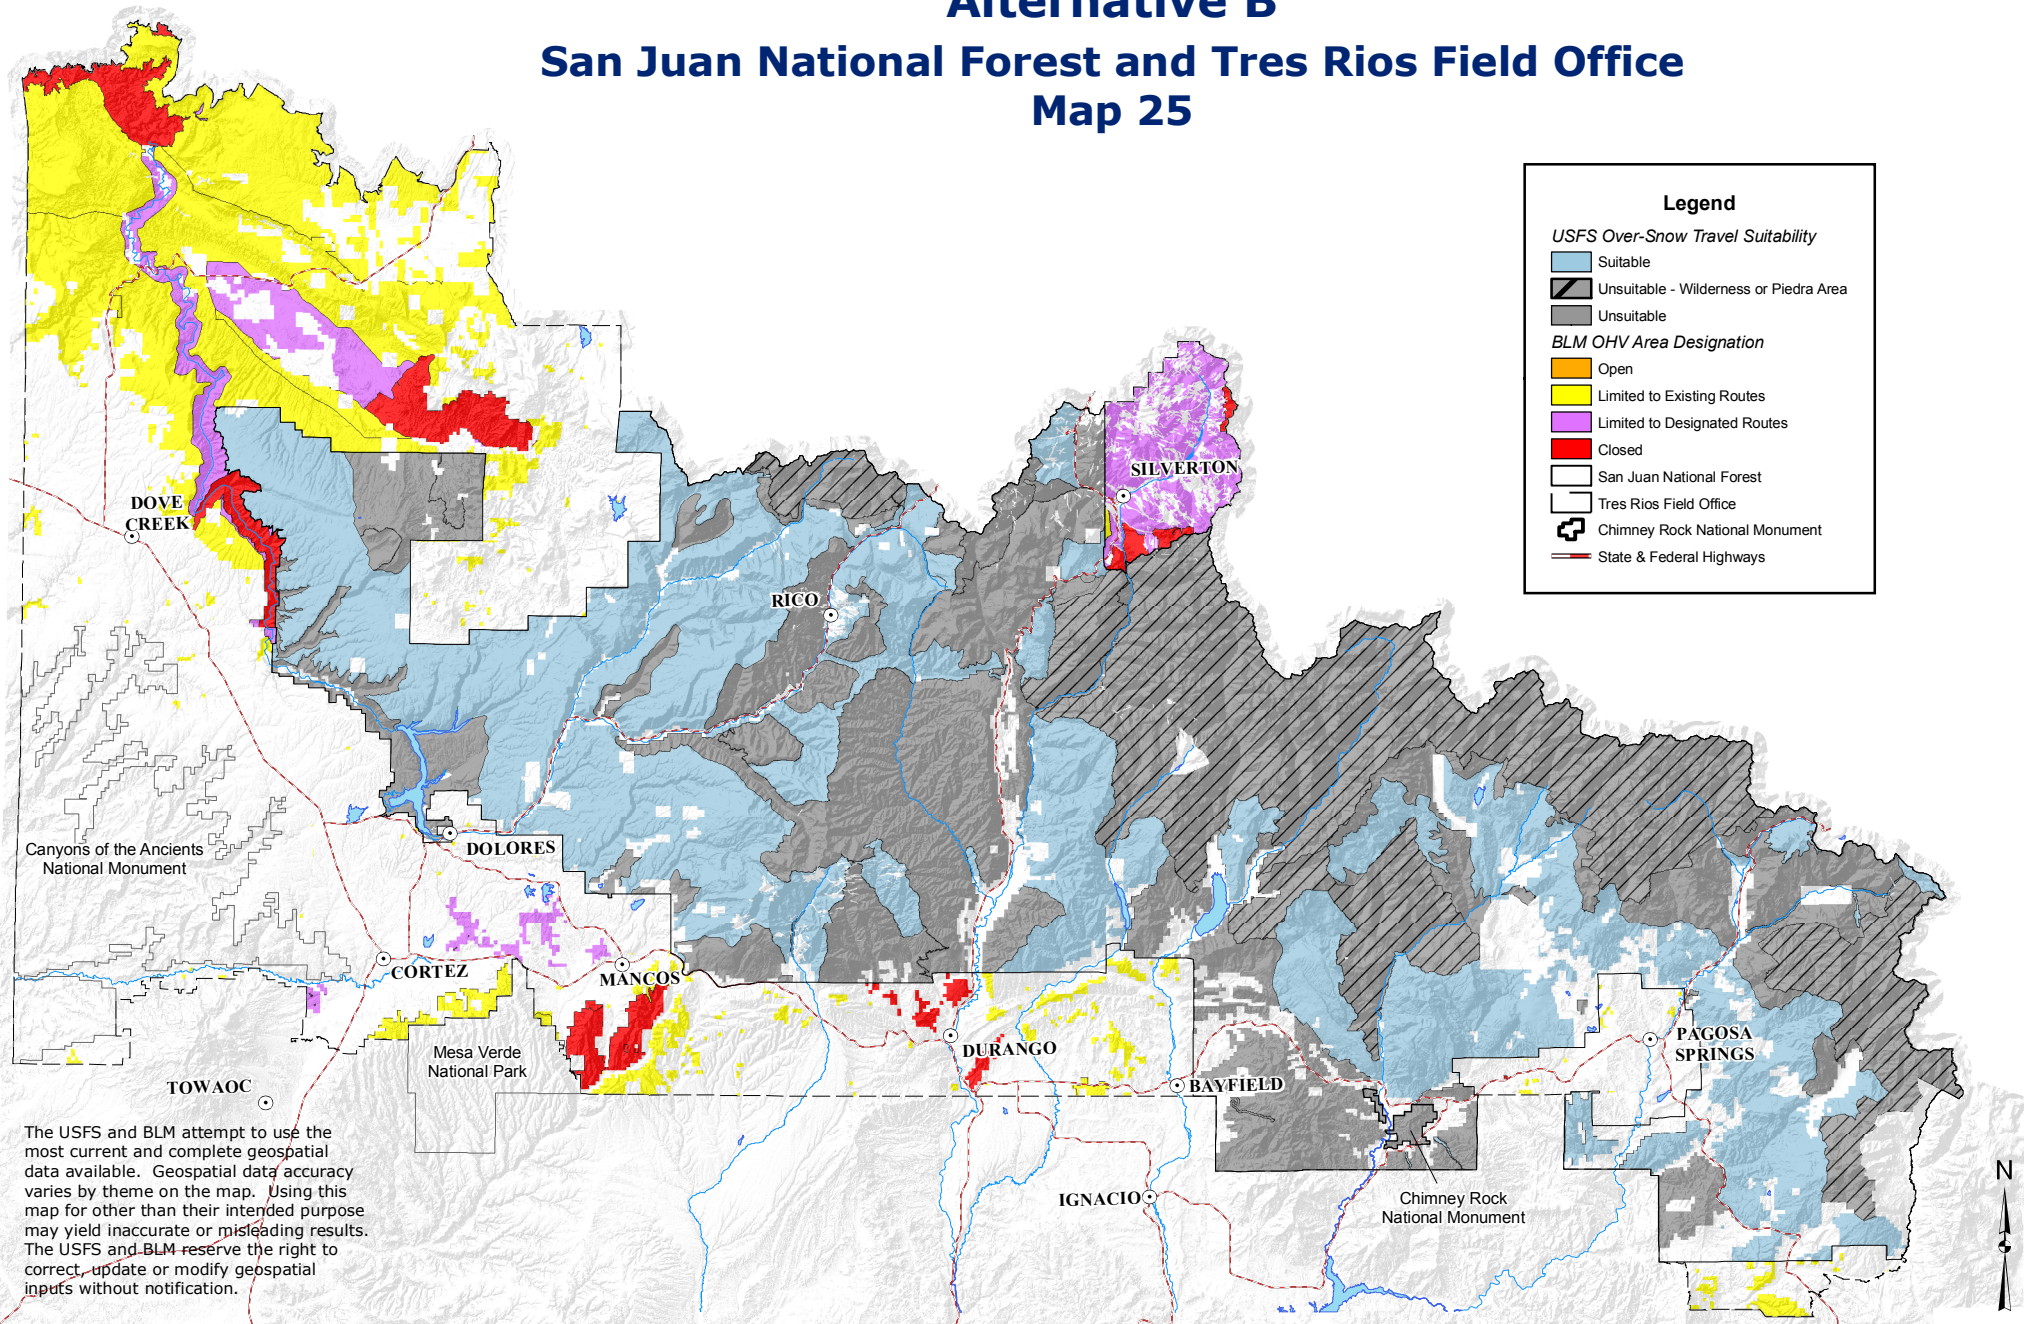 Alternative B
San Juan National Forest and Tres Rios Field Office
Map 25
Legend
USFS Over-Snow Travel Suitability
Suitable
Unsuitable - Wilderness or Piedra Area
Unsuitable
BLM OHV Area Designation
Open
Limited to Existing Routes
Limited to Designated Routes
Closed
San Juan National Forest
Tres Rios Field Office
Chimney Rock National Monument
State & Federal Highways
SILVERTON
DOVE
CREEK
RICO
DOLORES
Canyons of the Ancients
National Monument
CORTEZ
MANCOS
Mesa Verde
National Park
DURANGO
PAGOSA
SPRINGS
BAYFIELD
TOWAOC
IGNACIO
Chimney Rock
National Monument
N
The USFS and BLM attempt to use the
most current and complete geospatial
data available. Geospatial data accuracy
varies by theme on the map. Using this
map for other than their intended purpose
may yield inaccurate or misleading results.
The USFS and BLM reserve the right to
correct, update or modify geospatial
inputs without notification.